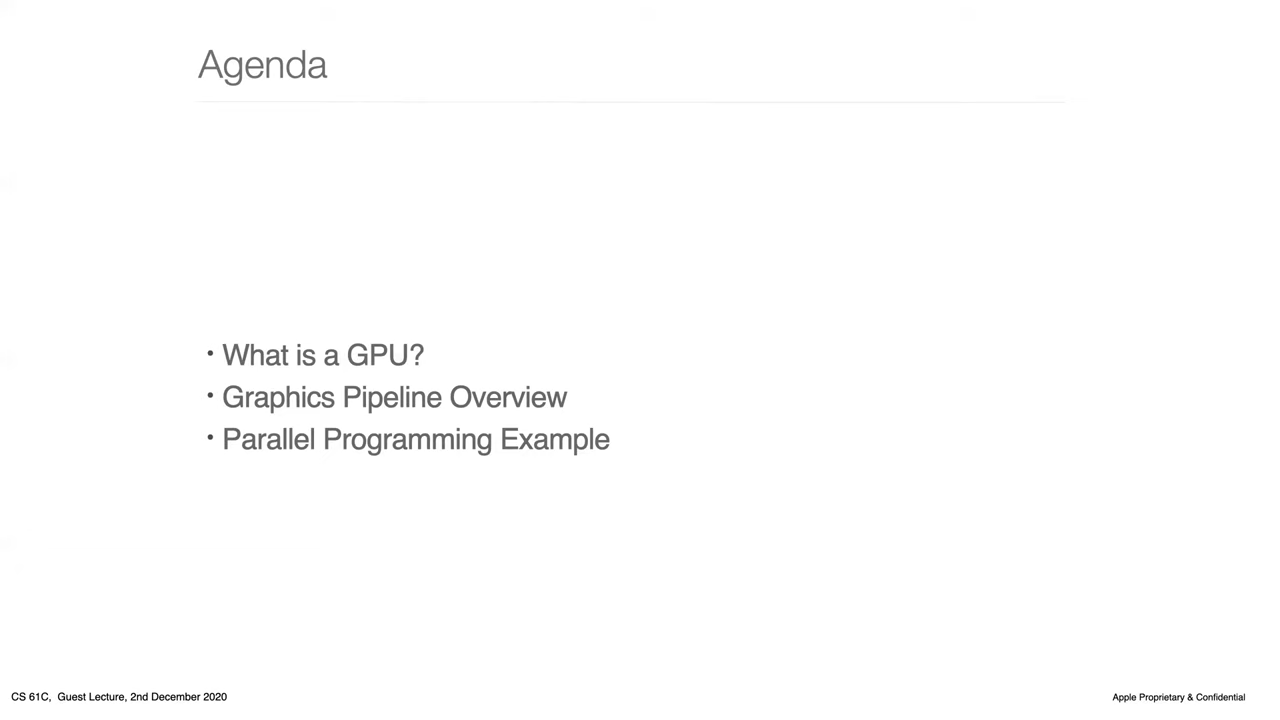 Agenda
• What is a GPU?
• Graphics Pipeline Overview
• Parallel Programming Example
CS 61C, Guest Lecture, 2nd December 2020
Apple Proprietary & Confidential